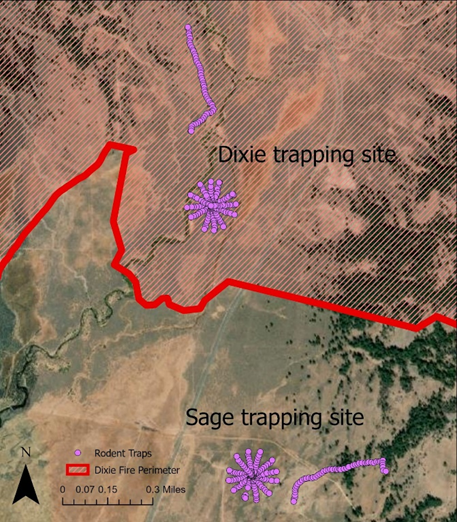 Dixie trapping site
Sage trapping site
N
Rodent Traps
Dixie Fire Perimeter
0 0.07 0.15 0.3 Miles